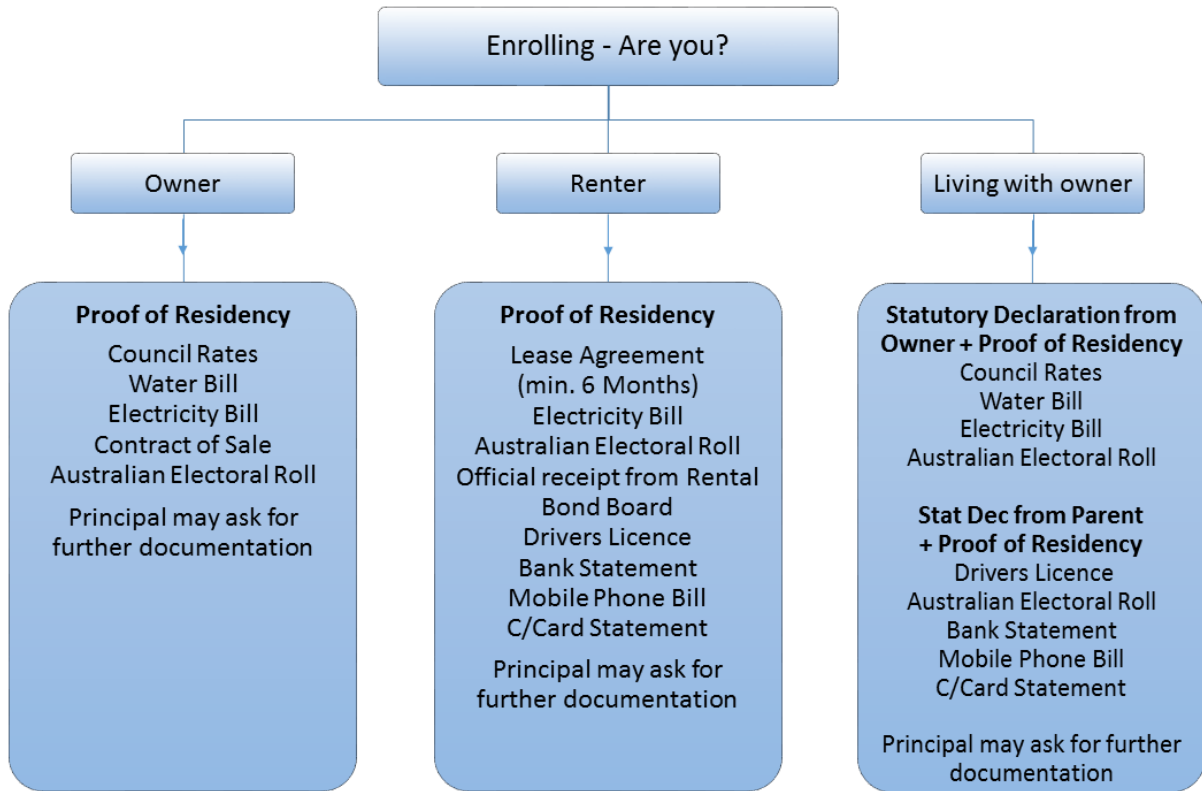 Enrolling - Are you?
Owner
Renter
Living with owner
Proof of Residency
Council Rates
Water Bill
Electricity Bill
Contract of Sale
Australian Electoral Roll
Principal may ask for
further documentation
Proof of Residency
Lease Agreement
(min. 6 Months)
Electricity Bill
Australian Electoral Roll
Official receipt from Rental
Bond Board
Drivers Licence
Bank Statement
Mobile Phone Bill
C/Card Statement
Principal may ask for
further documentation
Statutory Declaration from
Owner + Proof of Residency
Council Rates
Water Bill
Electricity Bill
Australian Electoral Roll
Stat Dec from Parent
+ Proof of Residency
Drivers Licence
Australian Electoral Roll
Bank Statement
Mobile Phone Bill
C/Card Statement
Principal may ask for further
documentation